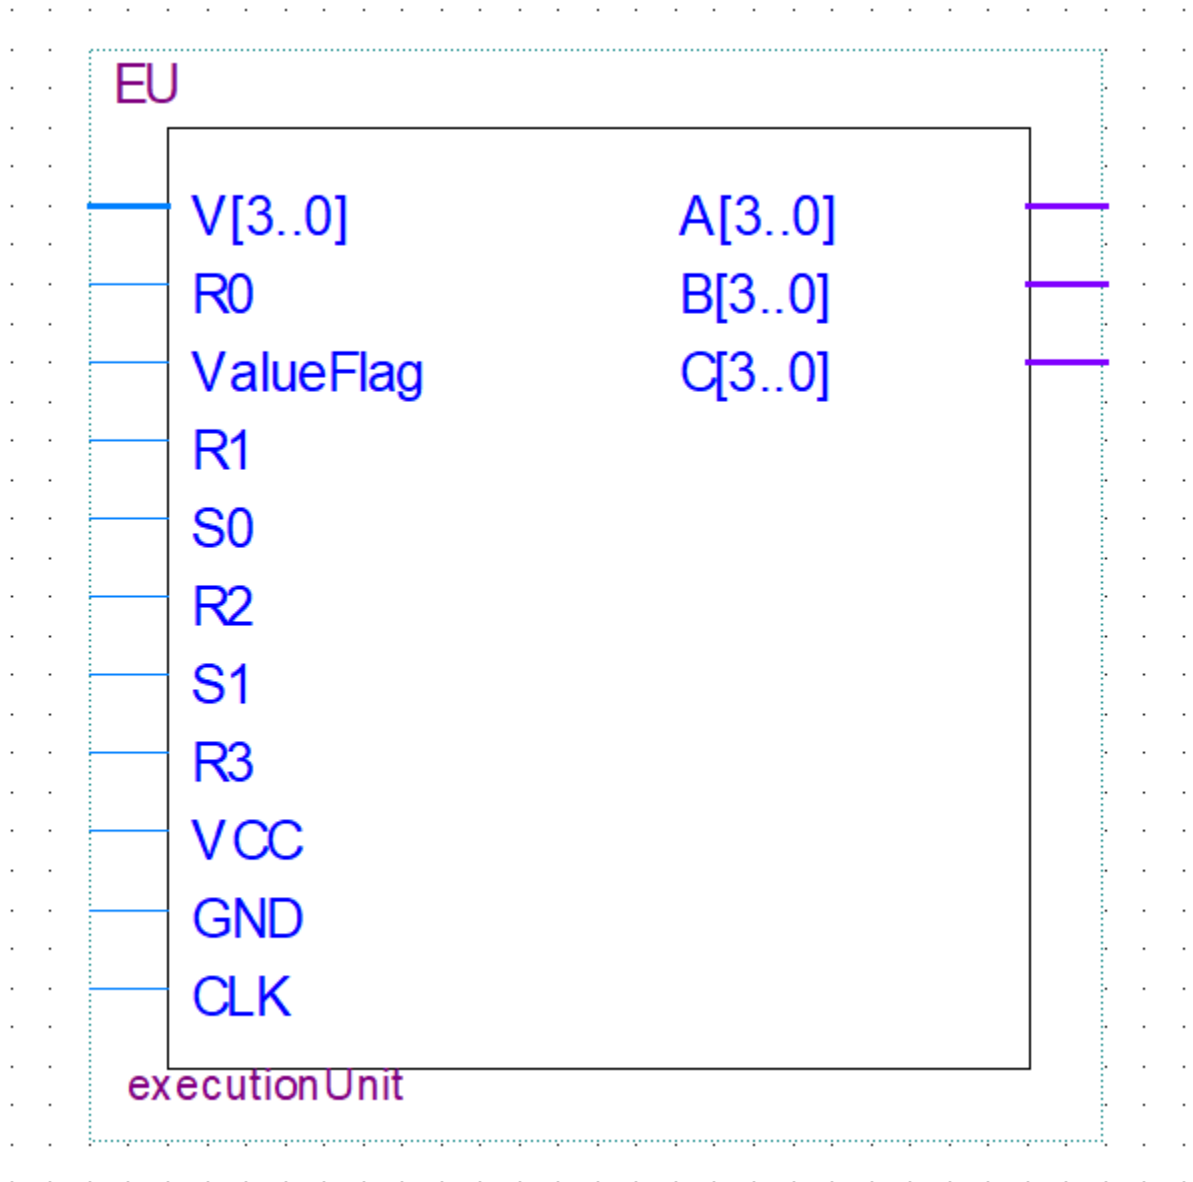 EU
V[3..0] A[3..0]
R0 B[3..0]
ValueFlag C[3..0]
R1
S0
R2
S1
R3
VCC
GND
CLK
executionUnit